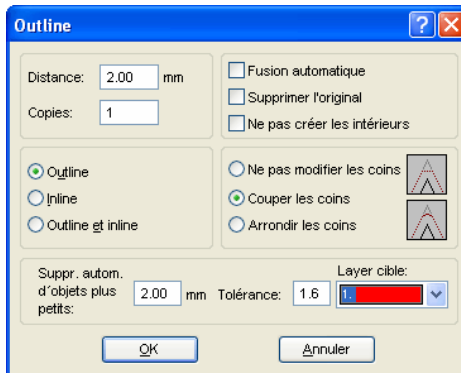 Outline
Distance: 2.00 mm
Copies: 1
Fusion automatique
Supprimer l'original
Ne pas créer les intérieurs
Outline
Inline
Outline et inline
Ne pas modifier les coins
Couper les coins
Arrondir les coins
Suppr. autom.
d´objets plus
petits:
2.00 mm Tolérance: 1.6
Layer cible:
1.
OK Annuler